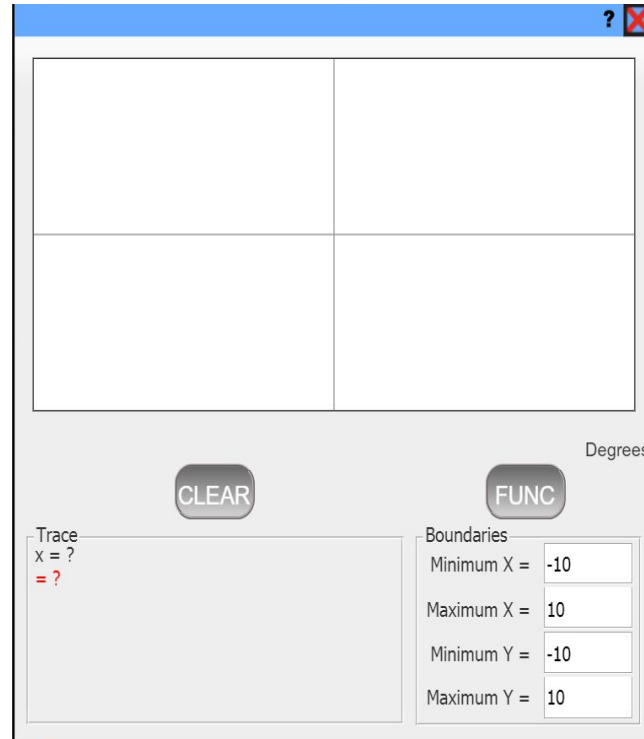 ?
Degrees
CLEAR
FUNC
Trace
x = ?
= ?
Boundaries
Minimum X = -10
Maximum X = 10
Minimum Y = -10
Maximum Y = 10